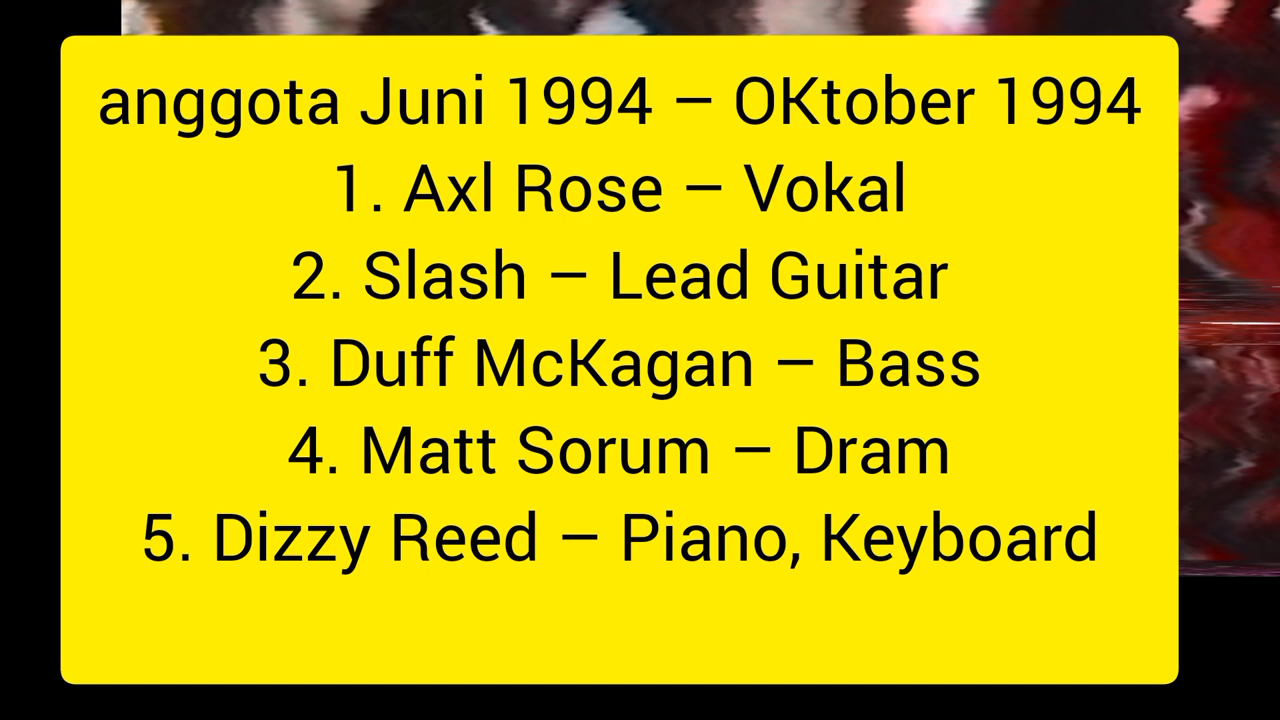 anggota Juni 1994 – OKtober 1994
1. Axl Rose – Vokal
2. Slash – Lead Guitar
3. Duff McKagan – Bass
4. Matt Sorum – Dram
5. Dizzy Reed – Piano, Keyboard